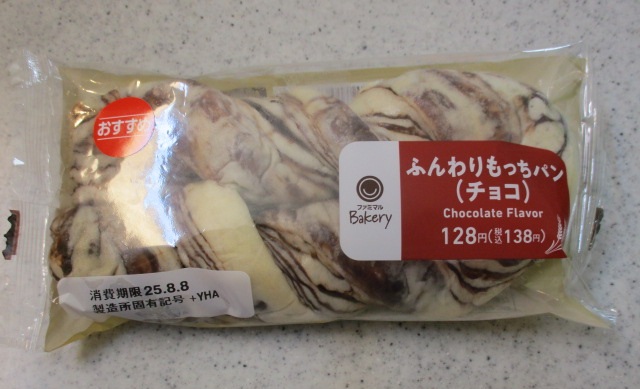 おすすめ
ふんわりもっちパン
(チョコ)
Chocolate Flavor
128円(税込138円)
ファミマル
Bakery
消費期限 25.8.8
製造所固有記号 +YHA